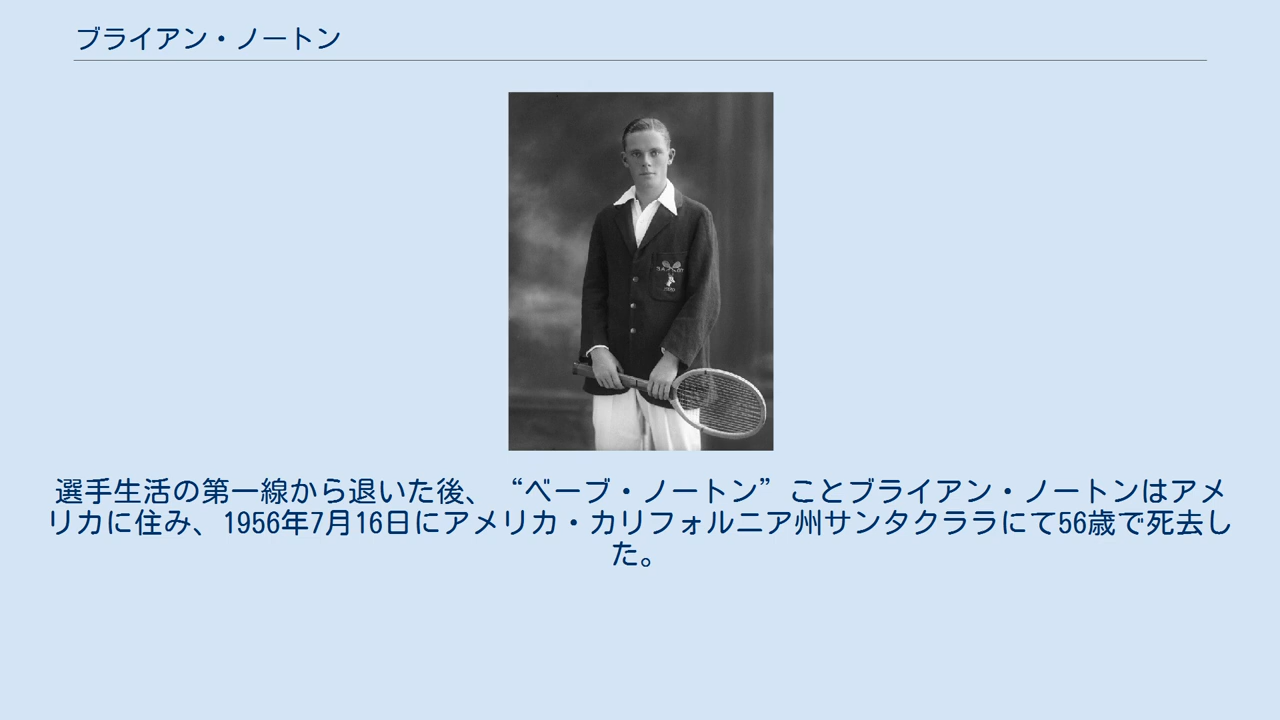 ブライアン・ノートン
選手生活の第一線から退いた後、“ベーブ・ノートン”ことブライアン・ノートンはアメ
リカに住み、1956年7月16日にアメリカ・カリフォルニア州サンタクララにて56歳で死去し
た。